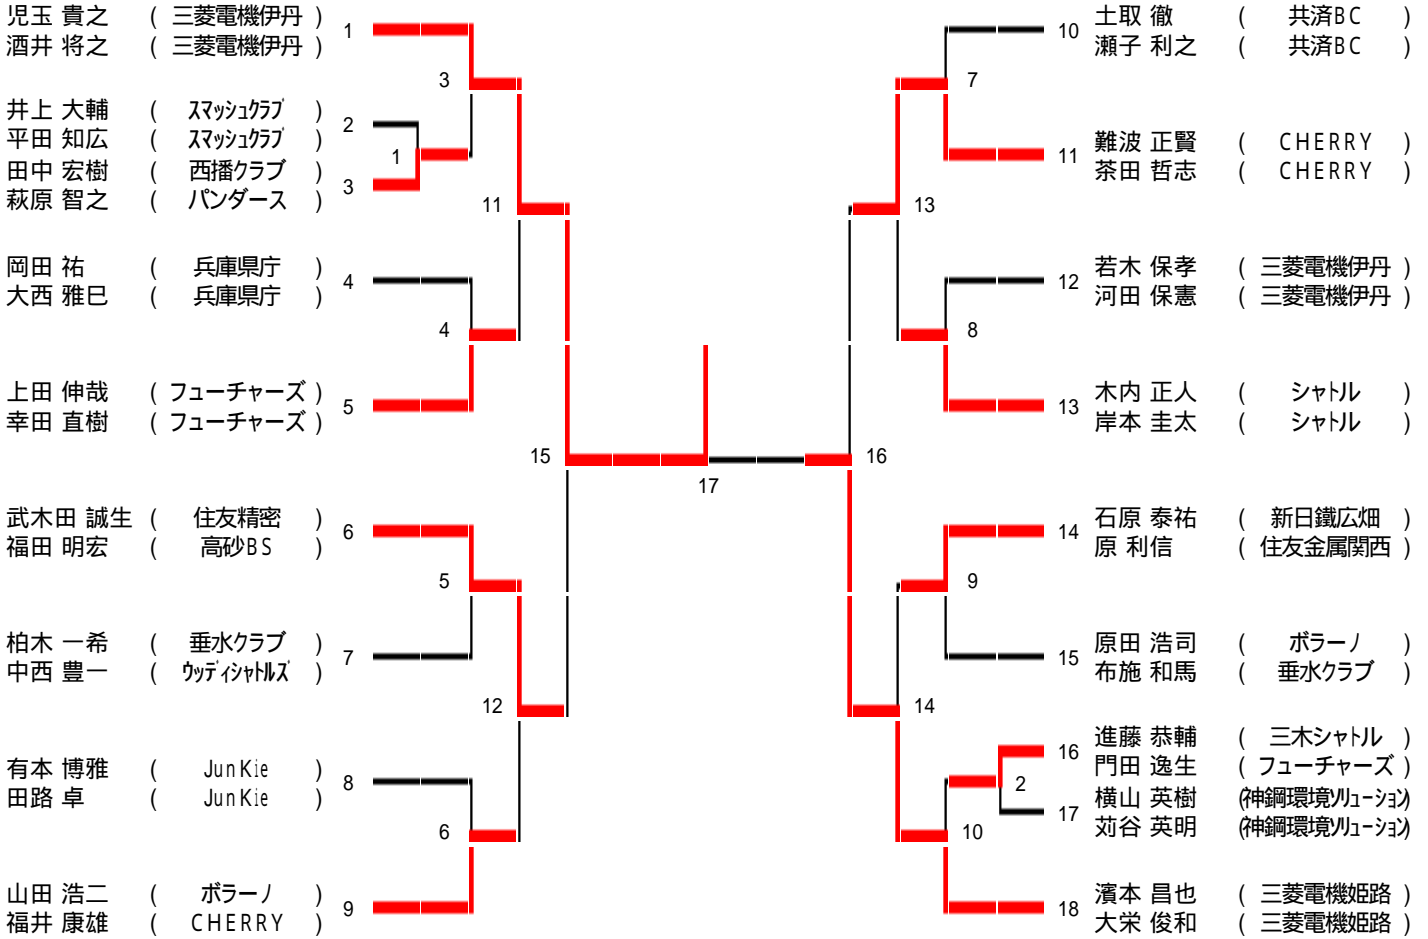 児玉 貴之 ( 三菱電機伊丹 ) 1
酒井 将之 ( 三菱電機伊丹 )
3
井上 大輔 ( スマッシュクラブ ) 2
平田 知広 ( スマッシュクラブ )
1
田中 宏樹 ( 西播クラブ ) 3
萩原 智之 ( パンダース )
11
岡田 祐 ( 兵庫県庁 ) 4
大西 雅巳 ( 兵庫県庁 )
4
上田 伸哉 ( フューチャーズ ) 5
幸田 直樹 ( フューチャーズ )
15
武木田 誠生 ( 住友精密 ) 6
福田 明宏 ( 高砂BS )
5
柏木 一希 ( 垂水クラブ ) 7
中西 豊一 ( ウッディシャトルズ )
12
有本 博雅 ( JunKie ) 8
田路 卓 ( JunKie )
6
山田 浩二 ( ボラーノ ) 9
福井 康雄 ( CHERRY )
17
10 土取 徹 ( 共済BC )
瀬子 利之 ( 共済BC )
7
11 難波 正賢 ( CHERRY )
茶田 哲志 ( CHERRY )
13
12 若木 保孝 ( 三菱電機伊丹 )
河田 保憲 ( 三菱電機伊丹 )
8
13 木内 正人 ( シャトル )
岸本 圭太 ( シャトル )
16
14 石原 泰祐 ( 新日鐵広畑 )
原 利信 ( 住友金属関西 )
9
15 原田 浩司 ( ボラーノ )
布施 和馬 ( 垂水クラブ )
14
16 進藤 恭輔 ( 三木シャトル )
門田 逸生 ( フューチャーズ )
2
17 横山 英樹 (神鋼環境ソリューション)
苅谷 英明 (神鋼環境ソリューション)
10
18 濱本 昌也 ( 三菱電機姫路 )
大栄 俊和 ( 三菱電機姫路 )